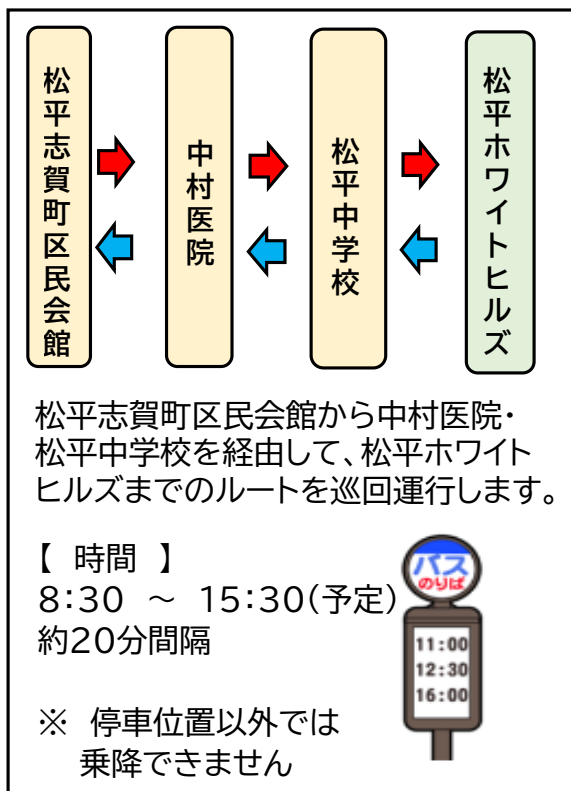 松平志賀町区民会館
中村医院
松平中学校
松平ホワイトヒルズ
松平志賀町区民会館から中村医院・
松平中学校を経由して、松平ホワイト
ヒルズまでのルートを巡回運行します。
【 時間 】
8:30 ～ 15:30(予定)
約20分間隔
※ 停車位置以外では
乗降できません
バス
のりば
11:00
12:30
16:00